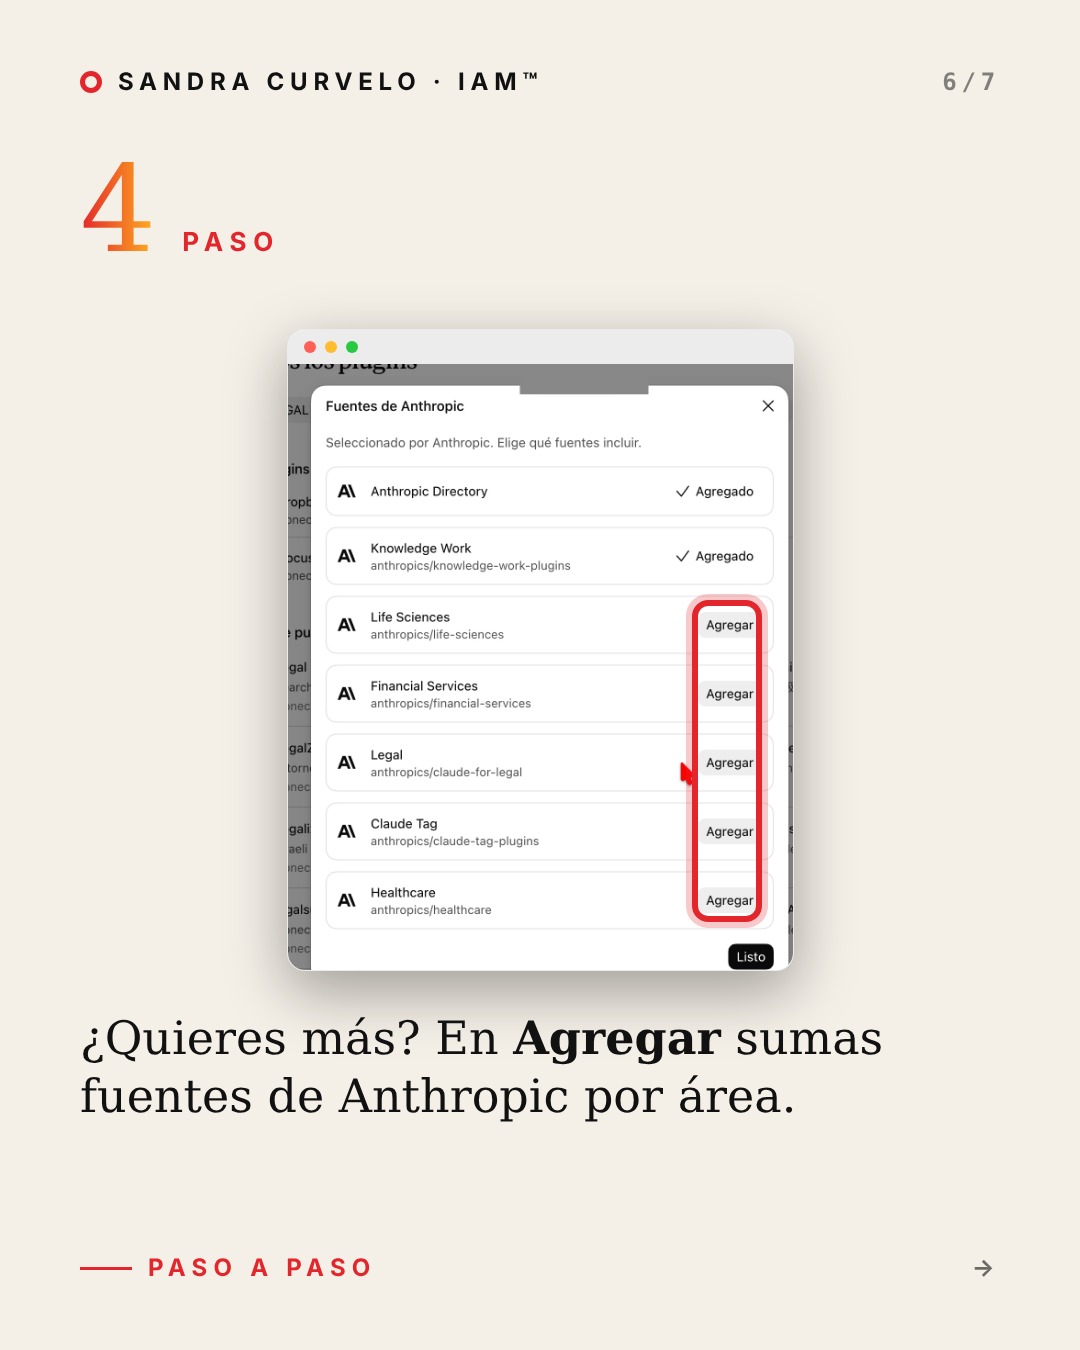 SANDRA CURVELO · IAM™
6/7
4
PASO
s los plugins
Fuentes de Anthropic
Seleccionado por Anthropic. Elige qué fuentes incluir.
Anthropic Directory
Agregado
Knowledge Work
anthropics/knowledge-work-plugins
Agregado
Life Sciences
anthropics/life-sciences
Agregar
Financial Services
anthropics/financial-services
Agregar
Legal
anthropics/claude-for-legal
Agregar
Claude Tag
anthropics/claude-tag-plugins
Agregar
Healthcare
anthropics/healthcare
Agregar
Listo
¿Quieres más? En Agregar sumas
fuentes de Anthropic por área.
PASO A PASO